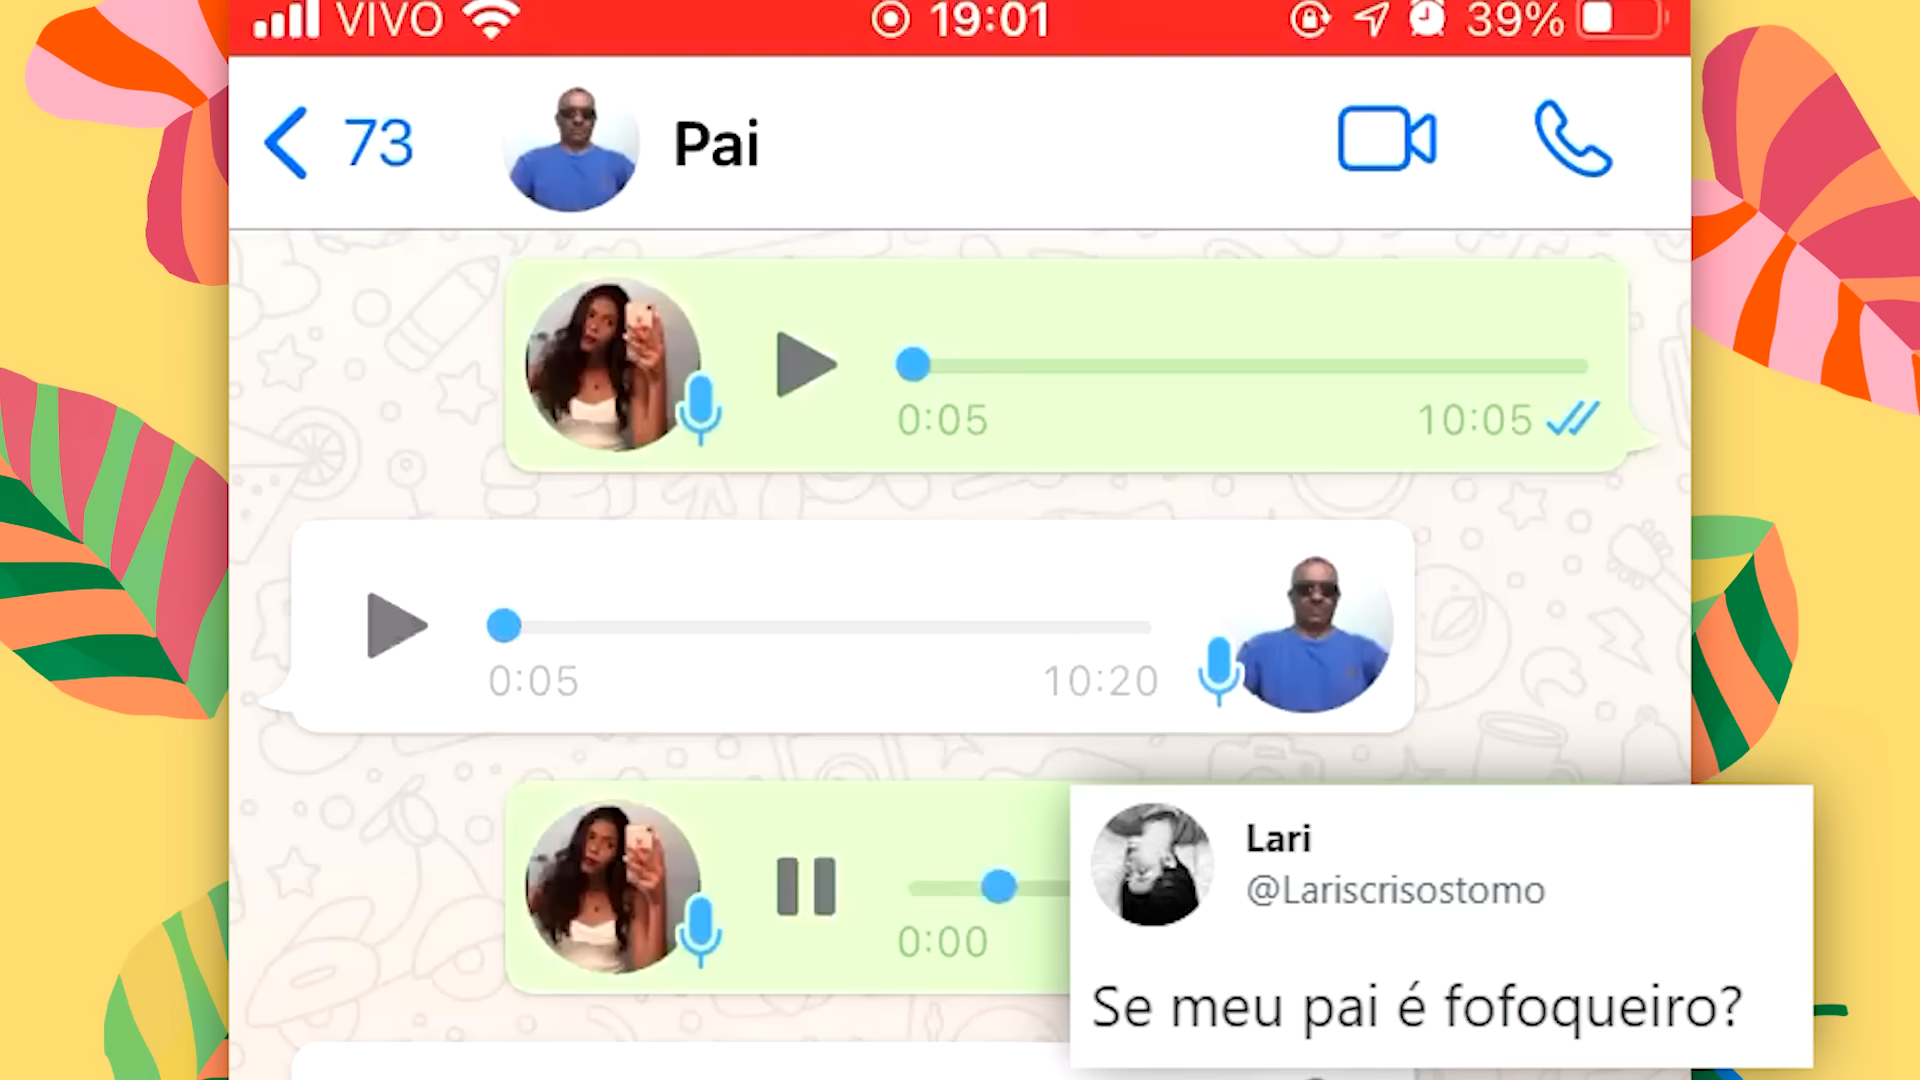 VIVO 19:01 39%
73 Pai
0:05 10:05
0:05 10:20
0:00
Lari
@Lariscrisostomo
Se meu pai é fofoqueiro?